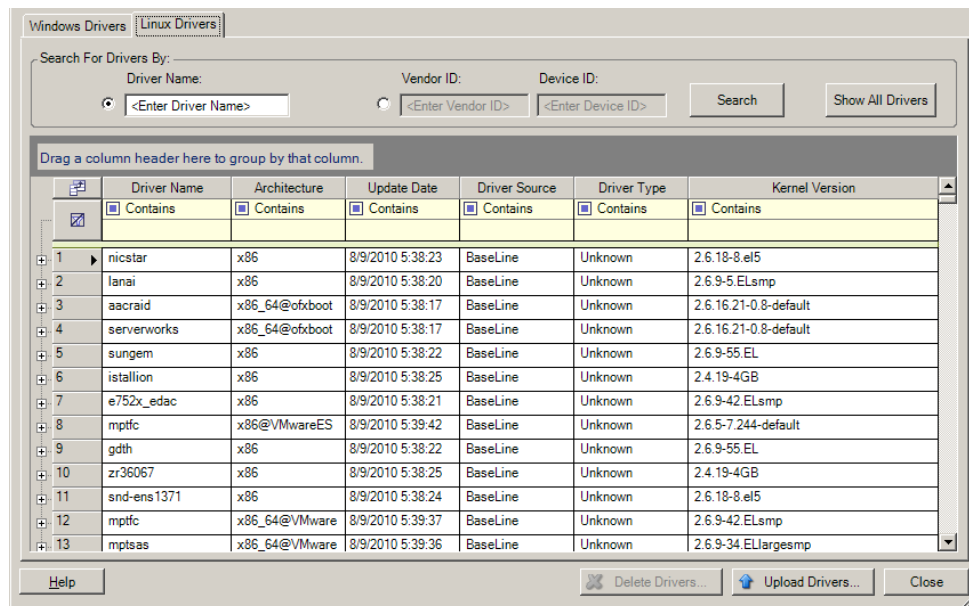 Windows Drivers Linux Drivers
Search For Drivers By:
Driver Name: Vendor ID: Device ID:
<Enter Driver Name> <Enter Vendor ID> <Enter Device ID> Search Show All Drivers
Drag a column header here to group by that column.
Driver Name Architecture Update Date Driver Source Driver Type Kernel Version
Contains Contains Contains Contains Contains Contains
1 nicstar x86 8/9/2010 5:38:23 BaseLine Unknown 2.6.18-8.el5
2 lanai x86 8/9/2010 5:38:20 BaseLine Unknown 2.6.9-5.ELsmp
3 aacraid x86_64@ofxboot 8/9/2010 5:38:17 BaseLine Unknown 2.6.16.21-0.8-default
4 serverworks x86_64@ofxboot 8/9/2010 5:38:17 BaseLine Unknown 2.6.16.21-0.8-default
5 sungem x86 8/9/2010 5:38:22 BaseLine Unknown 2.6.9-55.EL
6 istallion x86 8/9/2010 5:38:25 BaseLine Unknown 2.4.19-4GB
7 e752x_edac x86 8/9/2010 5:38:21 BaseLine Unknown 2.6.9-42.ELsmp
8 mptfc x86@VMwareES 8/9/2010 5:39:42 BaseLine Unknown 2.6.5-7.244-default
9 gdth x86 8/9/2010 5:38:22 BaseLine Unknown 2.6.9-55.EL
10 zr36067 x86 8/9/2010 5:38:25 BaseLine Unknown 2.4.19-4GB
11 snd-ens1371 x86 8/9/2010 5:38:24 BaseLine Unknown 2.6.18-8.el5
12 mptfc x86_64@VMware 8/9/2010 5:39:37 BaseLine Unknown 2.6.9-42.ELsmp
13 mptsas x86_64@VMware 8/9/2010 5:39:36 BaseLine Unknown 2.6.9-34.ELlargesmp
Help Delete Drivers... Upload Drivers... Close